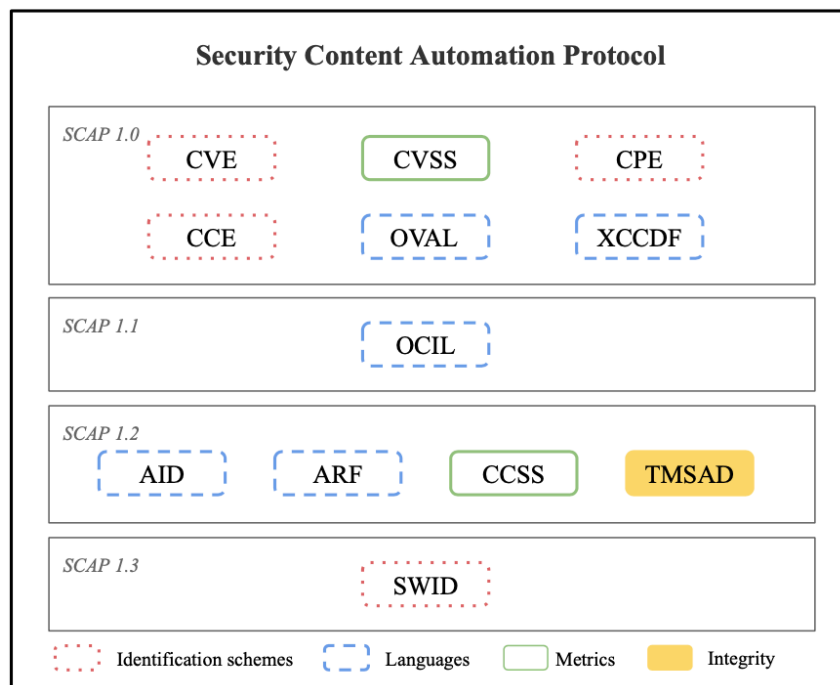 Security Content Automation Protocol
SCAP 1.0
CVE CVSS CPE
CCE OVAL XCCDF
SCAP 1.1
OCIL
SCAP 1.2
AID ARF CCSS TMSAD
SCAP 1.3
SWID
Identification schemes Languages Metrics Integrity